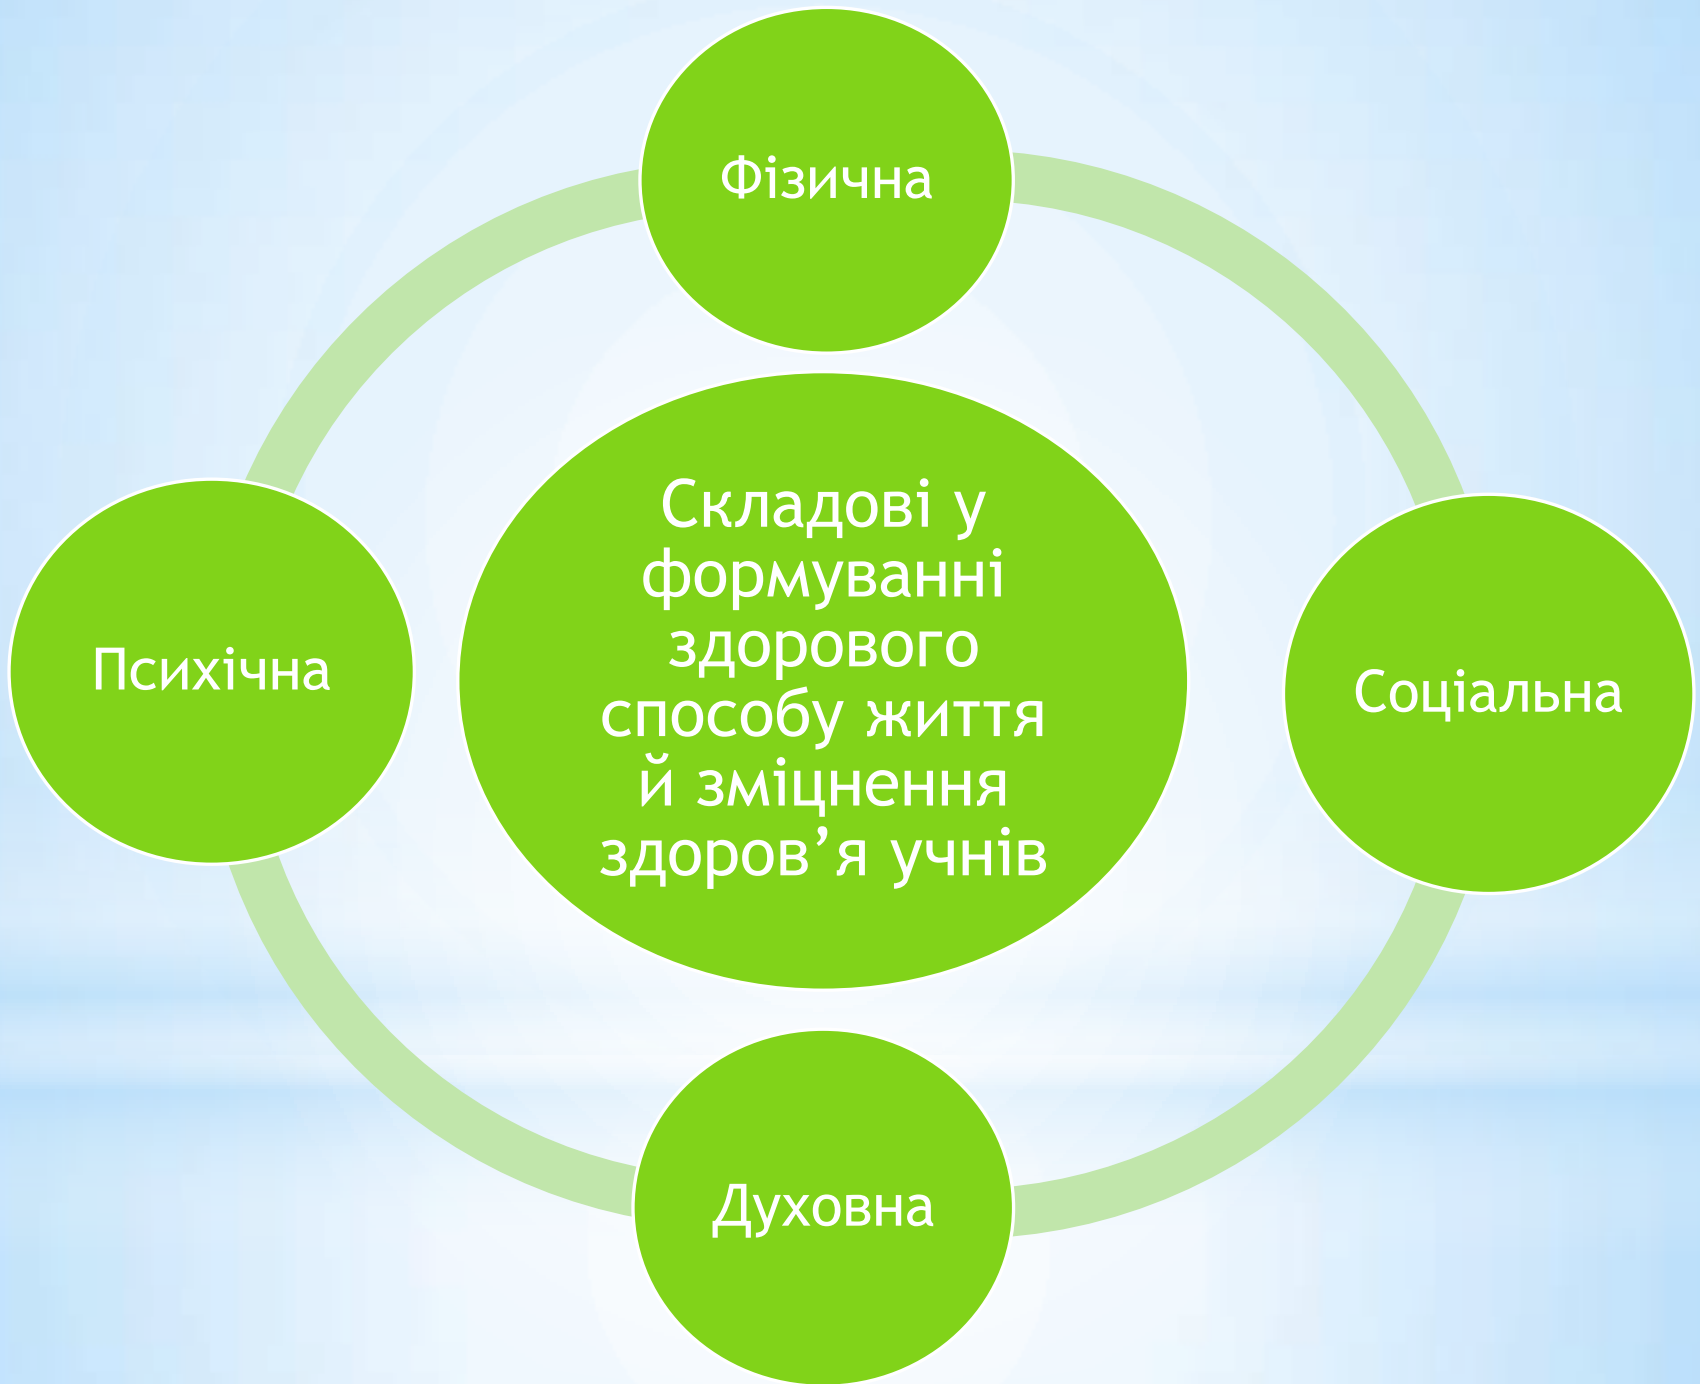 Фізична
Складові у
формуванні
здорового
способу життя
й зміцнення
здоров’я учнів
Психічна
Соціальна
Духовна